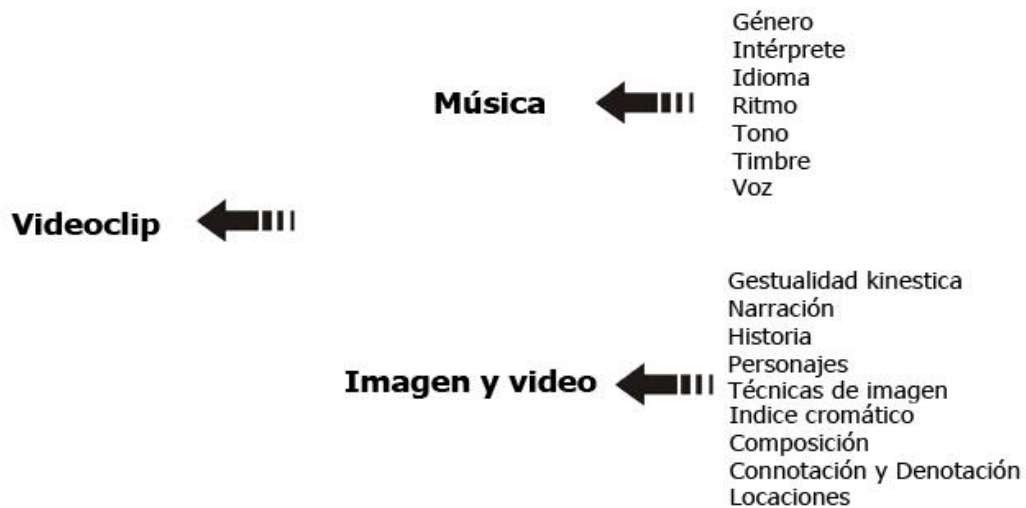 Género
Intérprete
Idioma
Música
Ritmo
Tono
Timbre
Voz
Videoclip
Gestualidad kinestica
Narración
Historia
Personajes
Imagen y video
Técnicas de imagen
Indice cromático
Composición
Connotación y Denotación
Locaciones